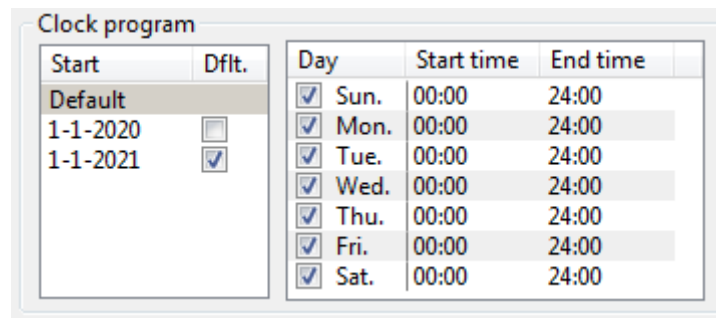 Clock program
Start Dflt.
Default
1-1-2020
1-1-2021
Day Start time End time
Sun. 00:00 24:00
Mon. 00:00 24:00
Tue. 00:00 24:00
Wed. 00:00 24:00
Thu. 00:00 24:00
Fri. 00:00 24:00
Sat. 00:00 24:00